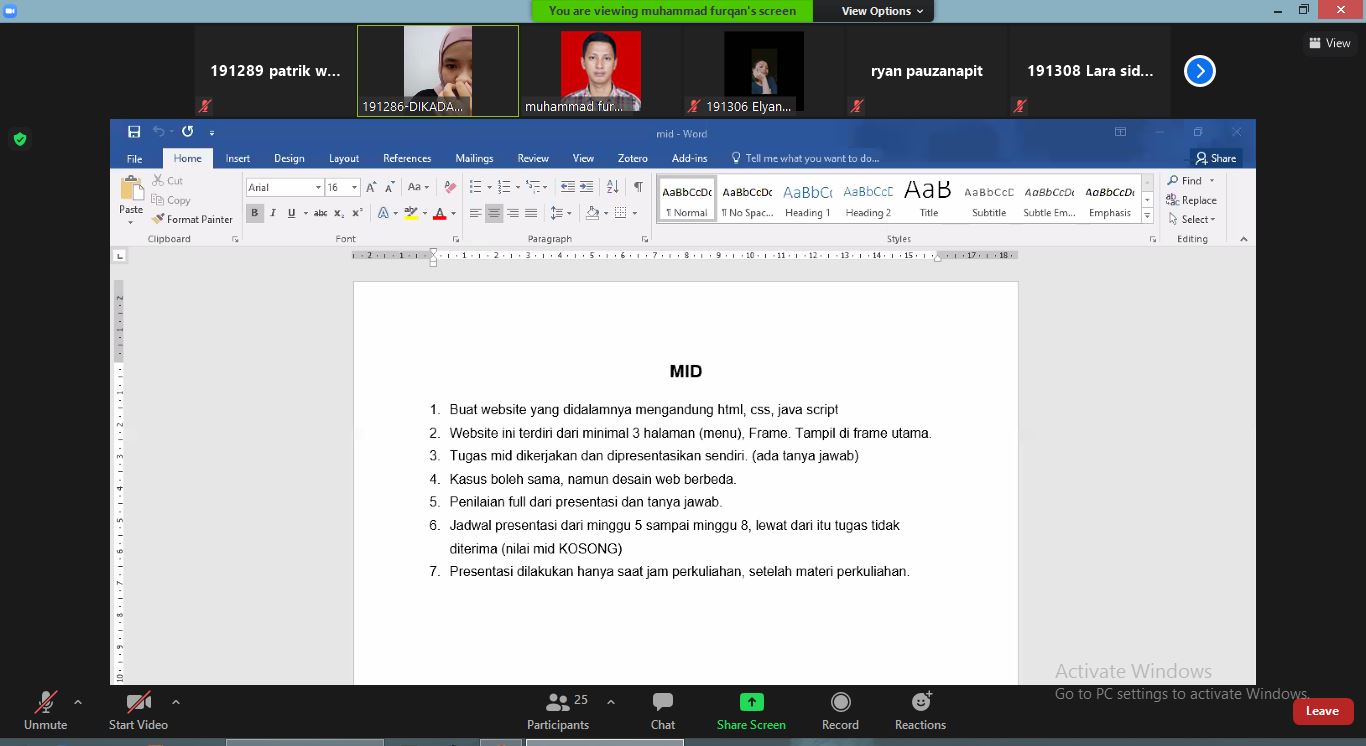 You are viewing muhammad furqan's screen
View Options
View
191289 patrik w...
191286-DIKADA...
muhammad fur...
191306 Elyan...
ryan pauzanapit
191308 Lara sid...
mid - Word
File Home Insert Design Layout References Mailings Review View Zotero Add-ins Tell me what you want to do... Share
Paste
Cut
Copy
Format Painter
Clipboard
Arial 16
Font
Paragraph
AaBbCcDc AaBbCcDc AaBbC( AaBbCcC AaB AaBbCcC AaBbCcDc AaBbCcDc
¶ Normal ¶ No Spac... Heading 1 Heading 2 Title Subtitle Subtle Em... Emphasis
Styles
Find
Replace
Select
Editing
MID
1. Buat website yang didalamnya mengandung html, css, java script
2. Website ini terdiri dari minimal 3 halaman (menu), Frame. Tampil di frame utama.
3. Tugas mid dikerjakan dan dipresentasikan sendiri. (ada tanya jawab)
4. Kasus boleh sama, namun desain web berbeda.
5. Penilaian full dari presentasi dan tanya jawab.
6. Jadwal presentasi dari minggu 5 sampai minggu 8, lewat dari itu tugas tidak
diterima (nilai mid KOSONG)
7. Presentasi dilakukan hanya saat jam perkuliahan, setelah materi perkuliahan.
Activate Windows
Go to PC settings to activate Windows.
Unmute
Start Video
25
Participants
Chat
Share Screen
Record
Reactions
Leave